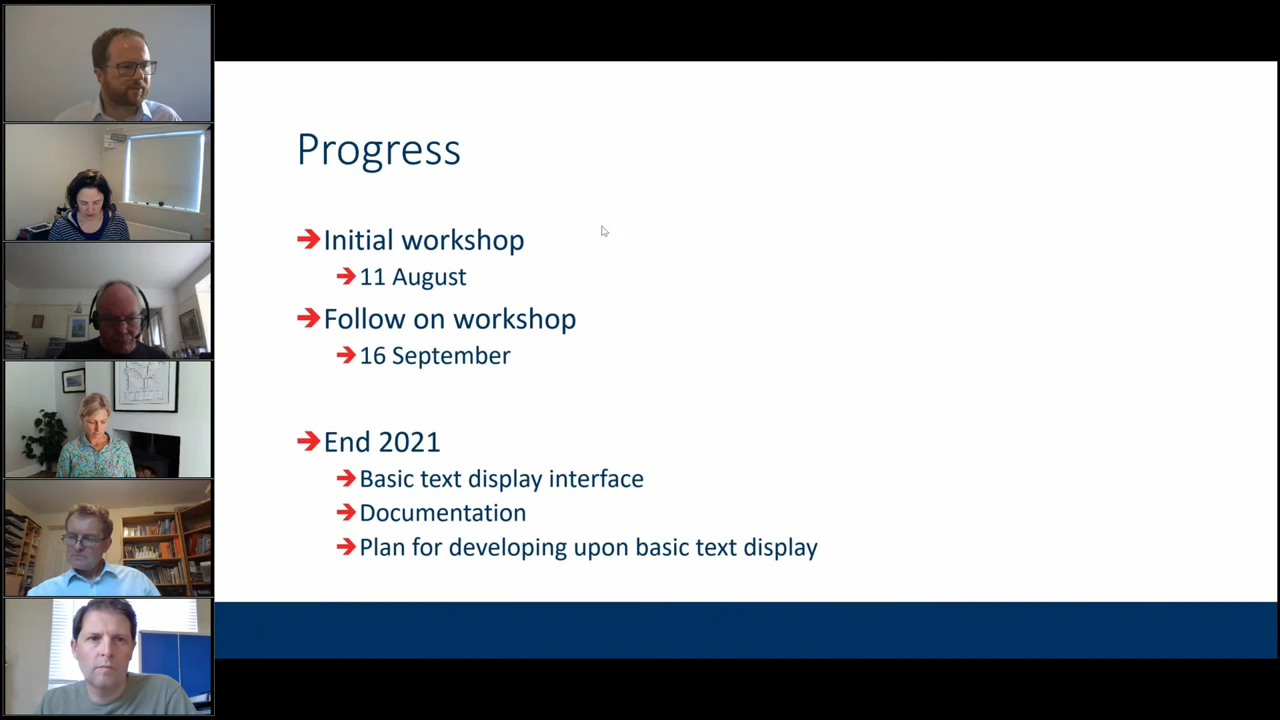 Progress
Initial workshop
11 August
Follow on workshop
16 September
End 2021
Basic text display interface
Documentation
Plan for developing upon basic text display